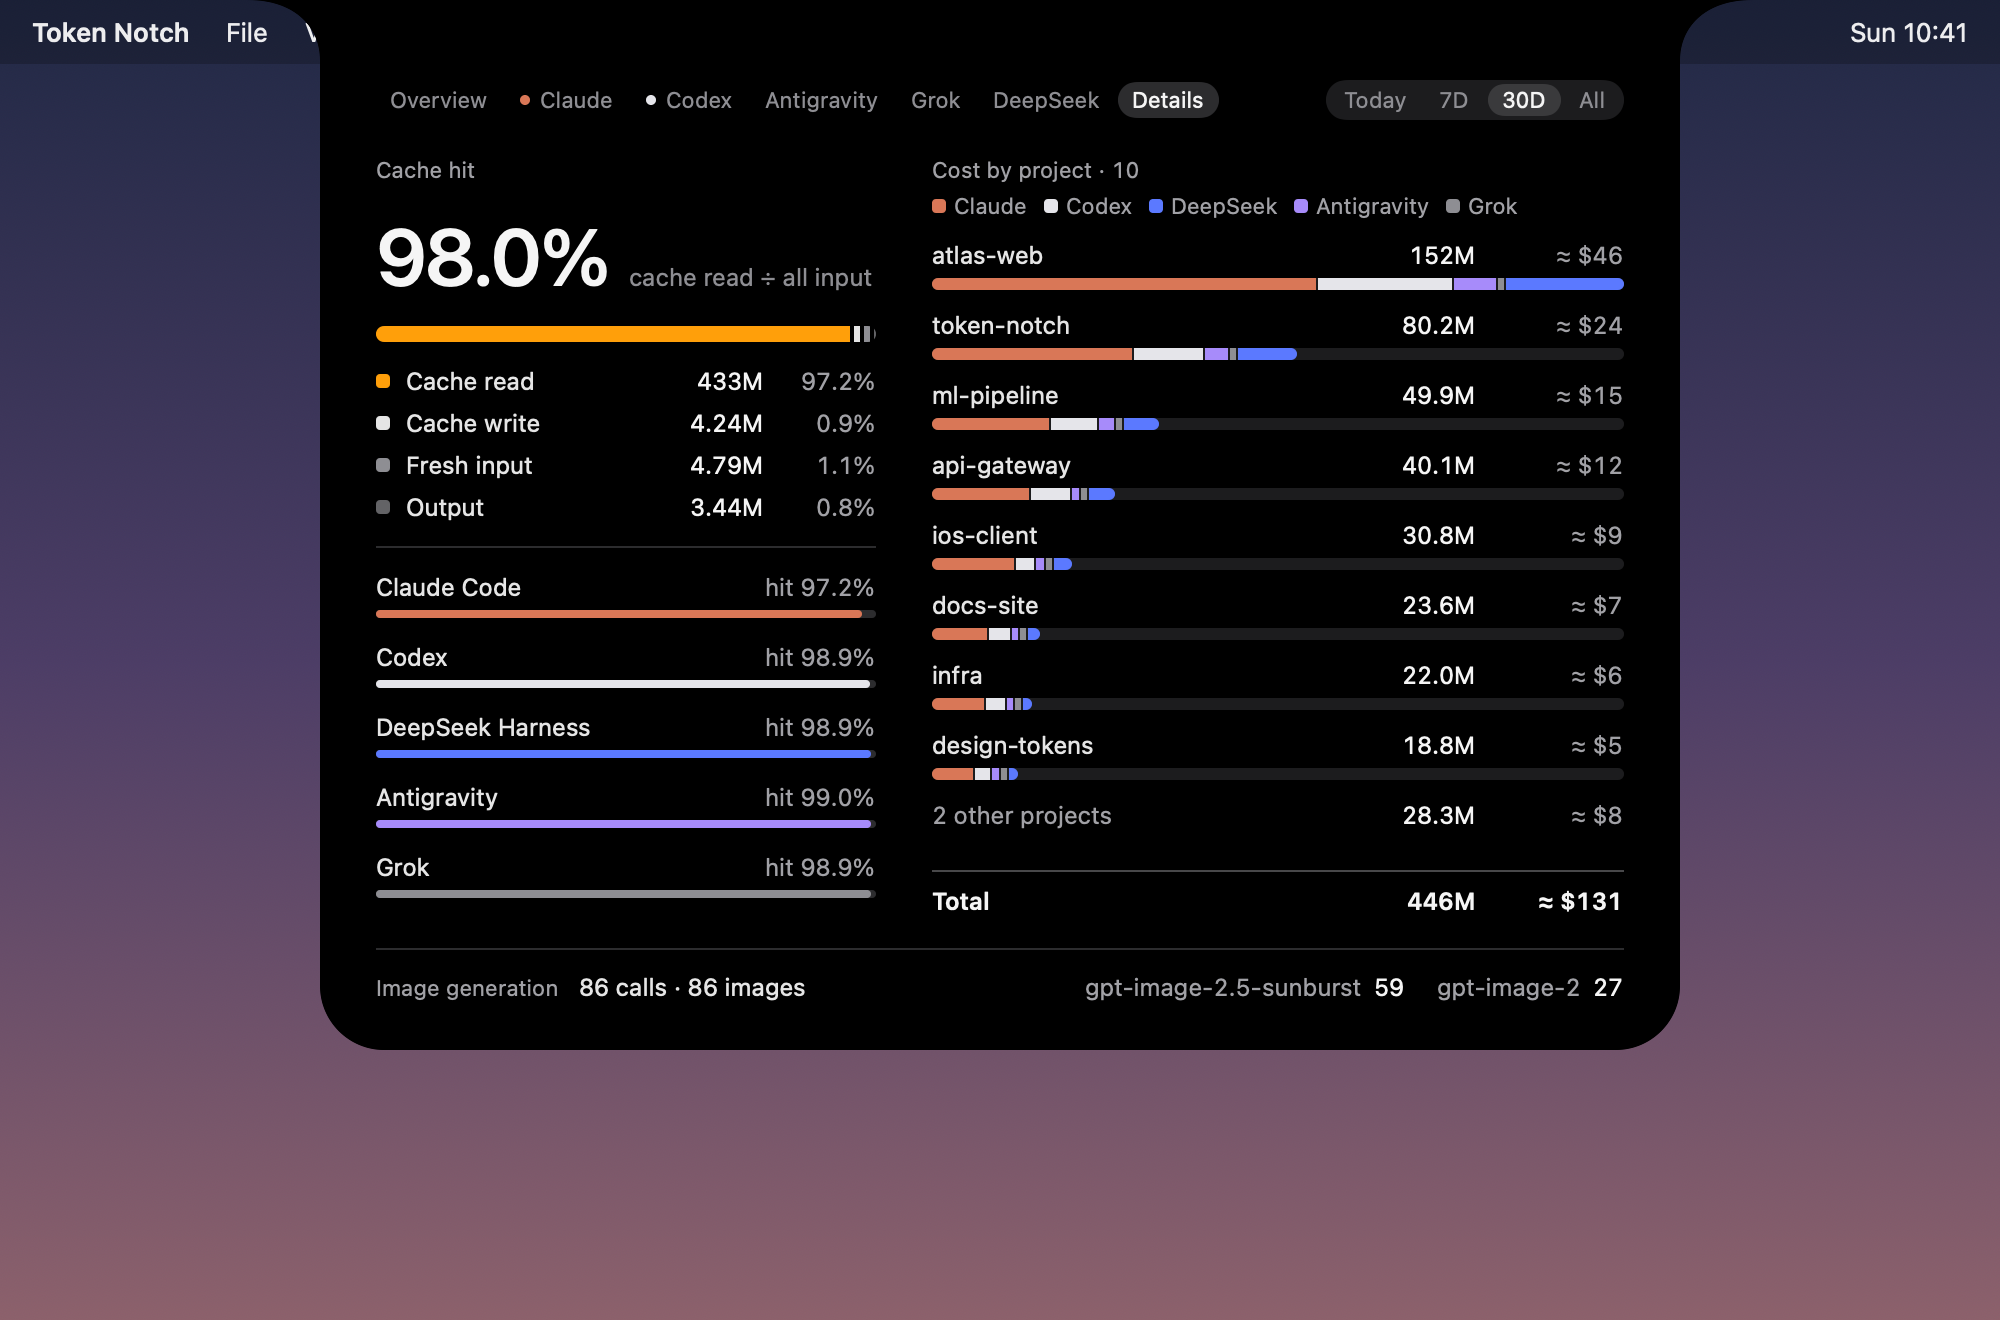 Token Notch File
Sun 10:41
Overview Claude Codex Antigravity Grok DeepSeek Details
Today 7D 30D All
Cache hit
98.0% cache read ÷ all input
Cache read 433M 97.2%
Cache write 4.24M 0.9%
Fresh input 4.79M 1.1%
Output 3.44M 0.8%
Claude Code hit 97.2%
Codex hit 98.9%
DeepSeek Harness hit 98.9%
Antigravity hit 99.0%
Grok hit 98.9%
Cost by project · 10
Claude Codex DeepSeek Antigravity Grok
atlas-web 152M ≈ $46
token-notch 80.2M ≈ $24
ml-pipeline 49.9M ≈ $15
api-gateway 40.1M ≈ $12
ios-client 30.8M ≈ $9
docs-site 23.6M ≈ $7
infra 22.0M ≈ $6
design-tokens 18.8M ≈ $5
2 other projects 28.3M ≈ $8
Total 446M ≈ $131
Image generation 86 calls · 86 images
gpt-image-2.5-sunburst 59 gpt-image-2 27